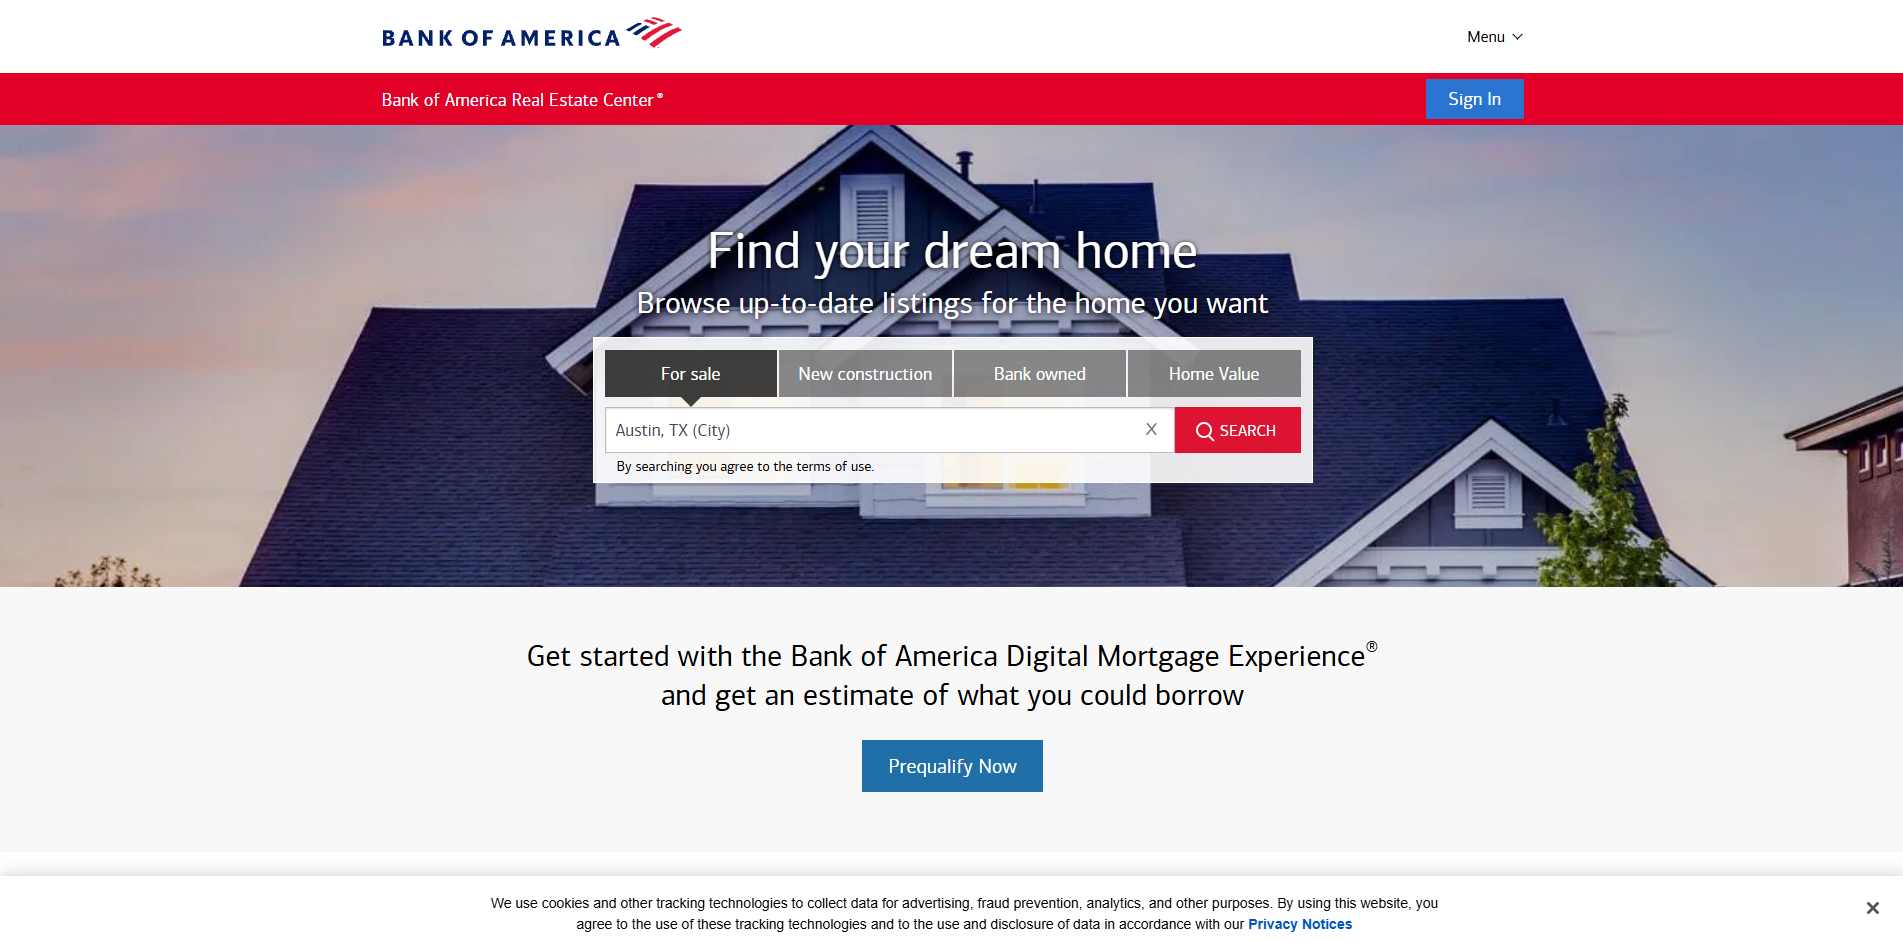 BANK OF AMERICA
Menu
Bank of America Real Estate Center®
Sign In
Find your dream home
Browse up-to-date listings for the home you want
For sale
New construction
Bank owned
Home Value
Austin, TX (City)
X
SEARCH
By searching you agree to the terms of use.
Get started with the Bank of America Digital Mortgage Experience®
and get an estimate of what you could borrow
Prequalify Now
We use cookies and other tracking technologies to collect data for advertising, fraud prevention, analytics, and other purposes. By using this website, you
agree to the use of these tracking technologies and to the use and disclosure of data in accordance with our Privacy Notices